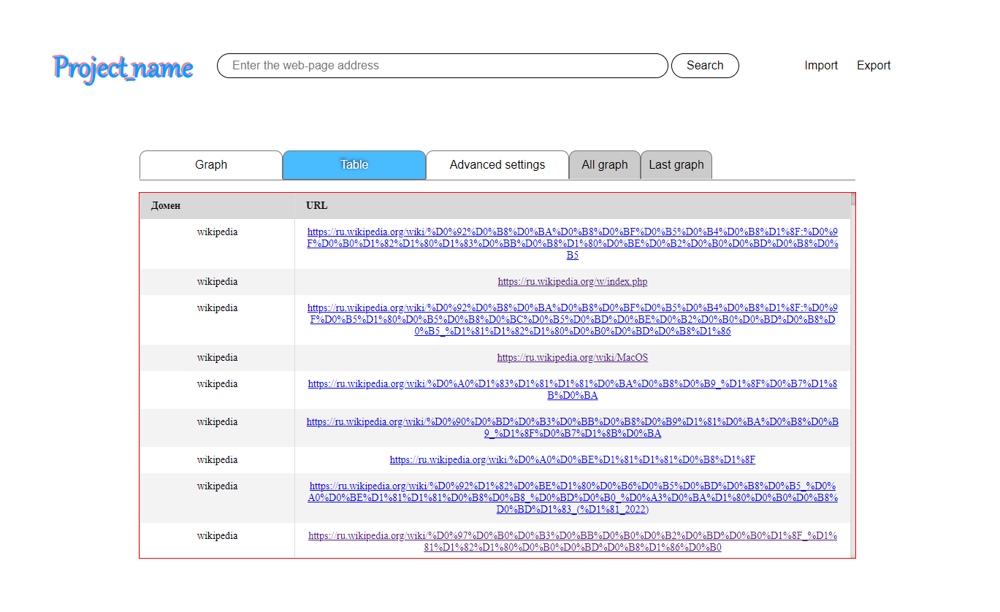 Project_name
Enter the web-page address
Search
Import
Export
Graph
Table
Advanced settings
All graph
Last graph
Домен
URL
wikipedia
https://ru.wikipedia.org/wiki/%D0%92%D0%B8%D0%BA%D0%B8%D0%BF%D0%B5%D0%B4%D0%B8%D1%8F:%D0%9
F%D0%B0%D1%82%D1%80%D1%83%D0%BB%D0%B8%D1%80%D0%BE%D0%B2%D0%B0%D0%BD%D0%B8%D0%
B5
wikipedia
https://ru.wikipedia.org/w/index.php
wikipedia
https://ru.wikipedia.org/wiki/%D0%92%D0%B8%D0%BA%D0%B8%D0%BF%D0%B5%D0%B4%D0%B8%D1%8F:%D0%9
F%D0%B5%D1%80%D0%B5%D0%B8%D0%BC%D0%B5%D0%BD%D0%BE%D0%B2%D0%B0%D0%BD%D0%B8%D
0%B5_%D1%81%D1%82%D1%80%D0%B0%D0%BD%D0%B8%D1%86
wikipedia
https://ru.wikipedia.org/wiki/MacOS
wikipedia
https://ru.wikipedia.org/wiki/%D0%A0%D1%83%D1%81%D1%81%D0%BA%D0%B8%D0%B9_%D1%8F%D0%B7%D1%8
B%D0%BA
wikipedia
https://ru.wikipedia.org/wiki/%D0%90%D0%BD%D0%B3%D0%BB%D0%B8%D0%B9%D1%81%D0%BA%D0%B8%D0%B
9_%D1%8F%D0%B7%D1%8B%D0%BA
wikipedia
https://ru.wikipedia.org/wiki/%D0%A0%D0%BE%D1%81%D1%81%D0%B8%D1%8F
wikipedia
https://ru.wikipedia.org/wiki/%D0%92%D1%82%D0%BE%D1%80%D0%B6%D0%B5%D0%BD%D0%B8%D0%B5_%D0%
A0%D0%BE%D1%81%D1%81%D0%B8%D0%B8_%D0%BD%D0%B0_%D0%A3%D0%BA%D1%80%D0%B0%D0%B8%
D0%BD%D1%83_(%D1%81_2022)
wikipedia
https://ru.wikipedia.org/wiki/%D0%97%D0%B0%D0%B3%D0%BB%D0%B0%D0%B2%D0%BD%D0%B0%D1%8F_%D1%
81%D1%82%D1%80%D0%B0%D0%BD%D0%B8%D1%86%D0%B0